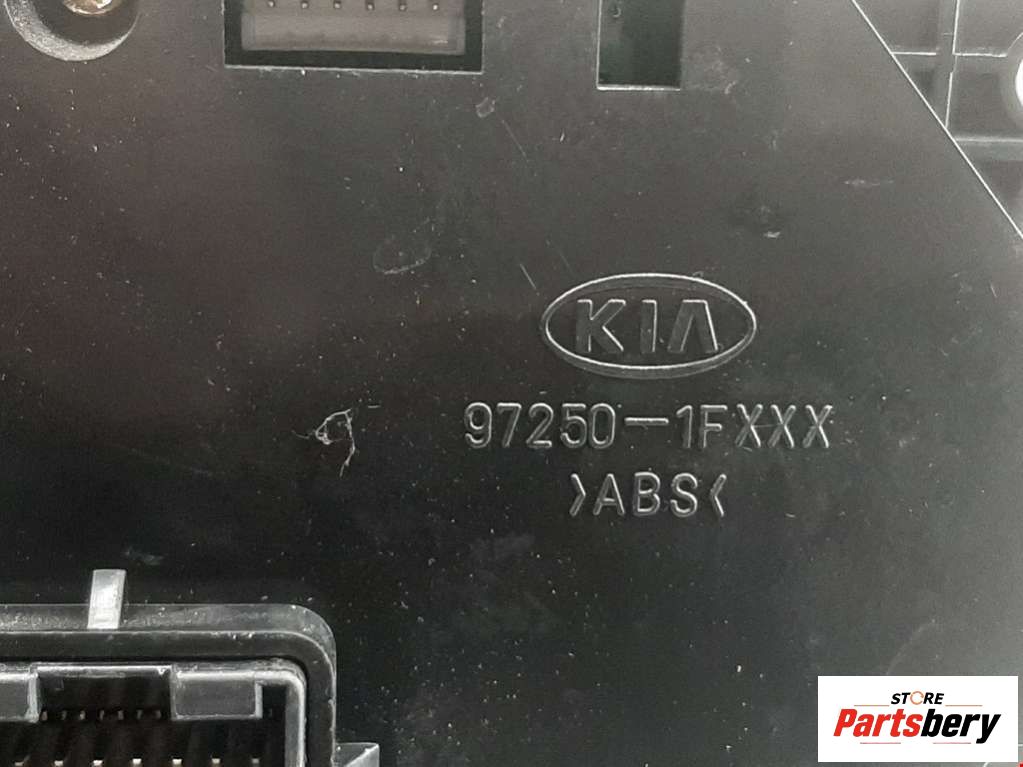 KIA
97250-1FXXX
>ABS<
STORE
Partsbery